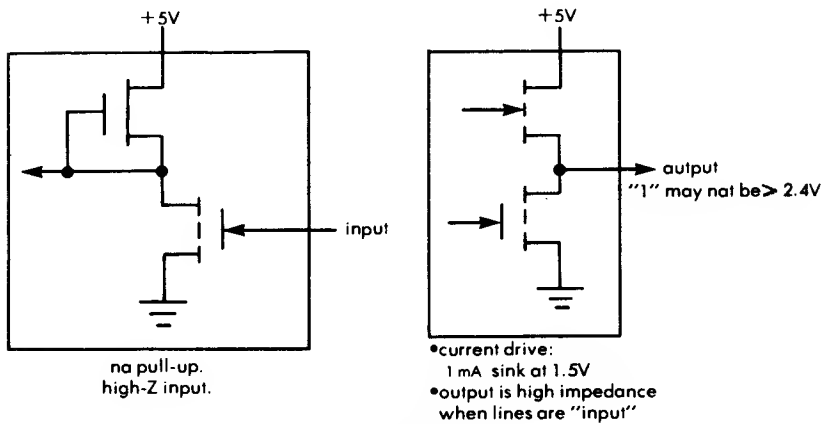 +5V
input
na pull-up.
high-Z input.
+5V
autput
"1" may nat be> 2.4V
•current drive:
1 mA sink at 1.5V
•output is high impedance
when lines are "input"